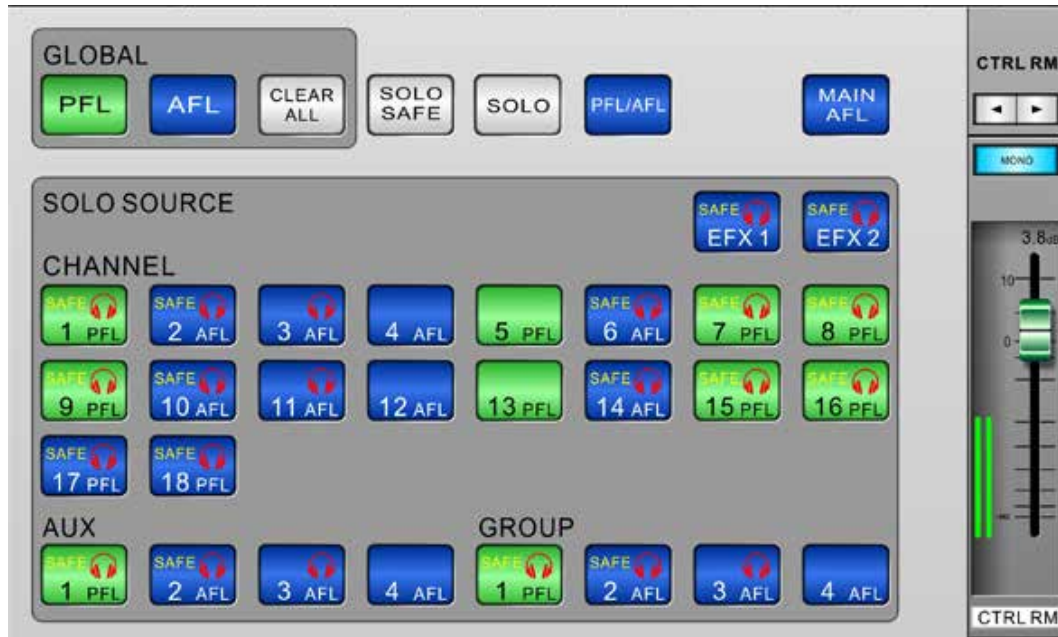 GLOBAL
PFL
AFL
CLEAR
ALL
SOLO
SAFE
SOLO
PFL/AFL
MAIN
AFL
CTRL RM
MONO
SOLO SOURCE
SAFE
EFX 1
SAFE
EFX 2
CHANNEL
SAFE
1 PFL
SAFE
2 AFL
3 AFL
4 AFL
5 PFL
SAFE
6 AFL
SAFE
7 PFL
SAFE
8 PFL
SAFE
9 PFL
SAFE
10 AFL
11 AFL
12 AFL
13 PFL
SAFE
14 AFL
SAFE
15 PFL
SAFE
16 PFL
SAFE
17 PFL
SAFE
18 PFL
AUX
SAFE
1 PFL
SAFE
2 AFL
3 AFL
4 AFL
GROUP
SAFE
1 PFL
SAFE
2 AFL
3 AFL
4 AFL
3.8dB
10
0
-∞
CTRL RM